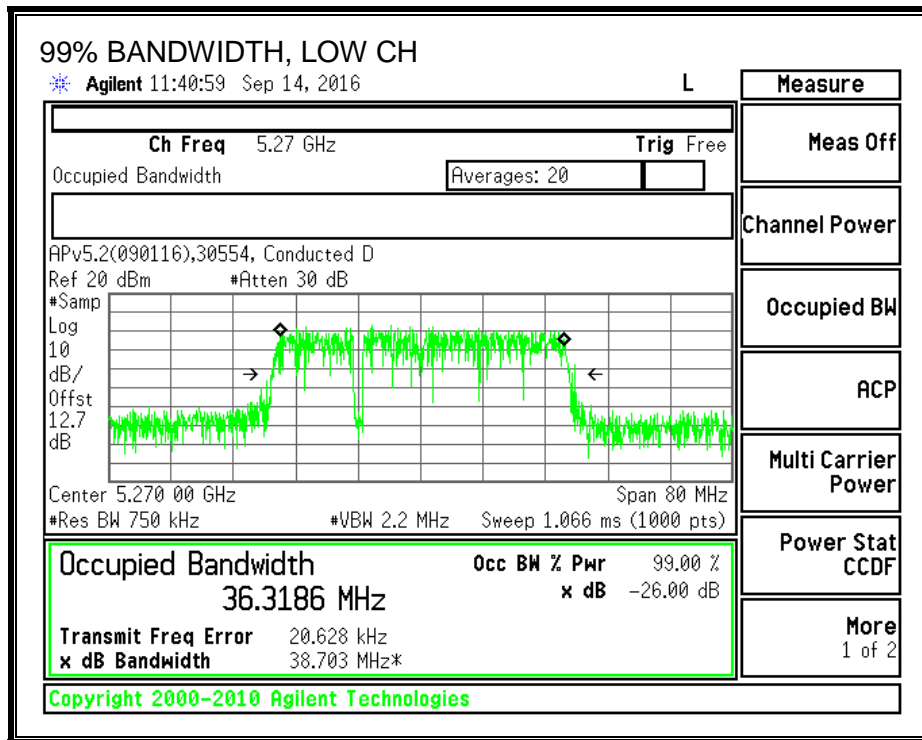 99% BANDWIDTH, LOW CH
Agilent 11:40:59 Sep 14, 2016 L
Ch Freq 5.27 GHz Trig Free
Occupied Bandwidth Averages: 20
APv5.2(090116),30554, Conducted D
Ref 20 dBm #Atten 30 dB
#Samp
Log
10
dB/
Offst
12.7
dB
Center 5.270 00 GHz Span 80 MHz
#Res BW 750 kHz #VBW 2.2 MHz Sweep 1.066 ms (1000 pts)
Occupied Bandwidth Occ BW % Pwr 99.00 %
36.3186 MHz x dB -26.00 dB
Transmit Freq Error 20.628 kHz
x dB Bandwidth 38.703 MHz*
Copyright 2000-2010 Agilent Technologies
Measure
Meas Off
Channel Power
Occupied BW
ACP
Multi Carrier
Power
Power Stat
CCDF
More
1 of 2